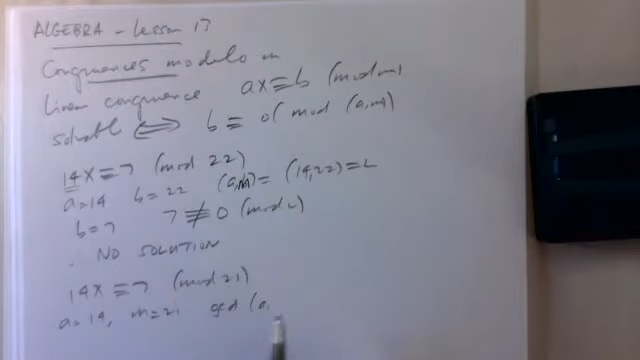 ALGEBRA - Lesson 13
Congruences modulo m
Linear congruence ax ≡ b (mod m)
solvable ⟺ b ≡ 0 (mod (a,m))
14x ≡ 7 (mod 22)
a=14 b=22 (a,m) = (14,22) = 2
b=7 7 ≢ 0 (mod 2)
NO SOLUTION
14x ≡ 7 (mod 21)
a=14, m=21 gcd (a,